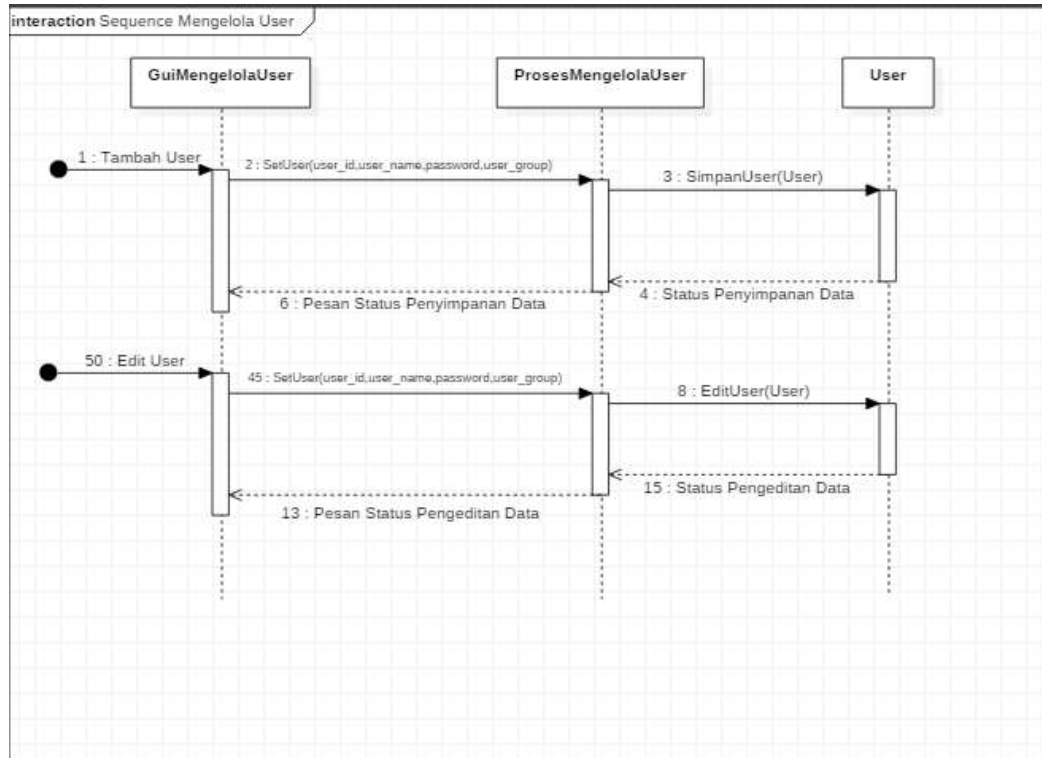 interaction Sequence Mengelola User
GuiMengelolaUser
ProsesMengelolaUser
User
1 : Tambah User
2 : SetUser(user_id,user_name,password,user_group)
3 : SimpanUser(User)
4 : Status Penyimpanan Data
6 : Pesan Status Penyimpanan Data
50 : Edit User
45 : SetUser(user_id,user_name,password,user_group)
8 : EditUser(User)
15 : Status Pengeditan Data
13 : Pesan Status Pengeditan Data